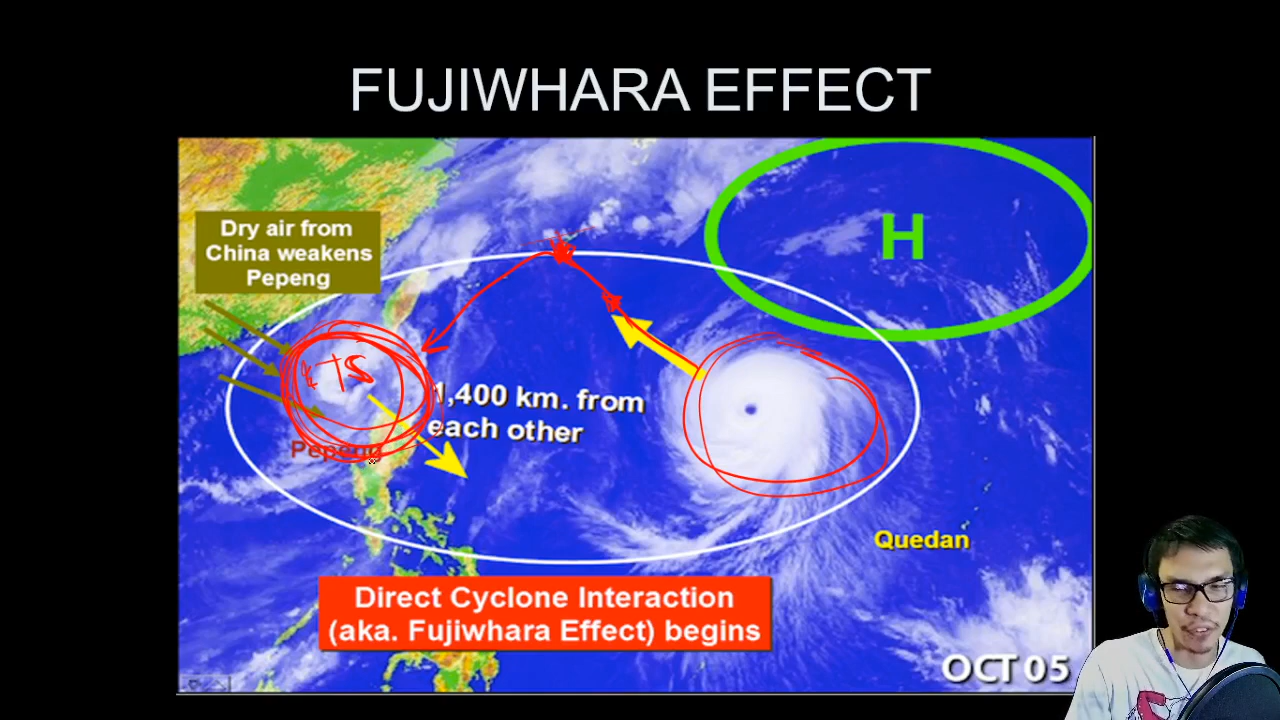 FUJIWHARA EFFECT
Dry air from
China weakens
Pepeng
H
TS
1,400 km. from
each other
Pepeng
Quedan
Direct Cyclone Interaction
(aka. Fujiwhara Effect) begins
OCT 05